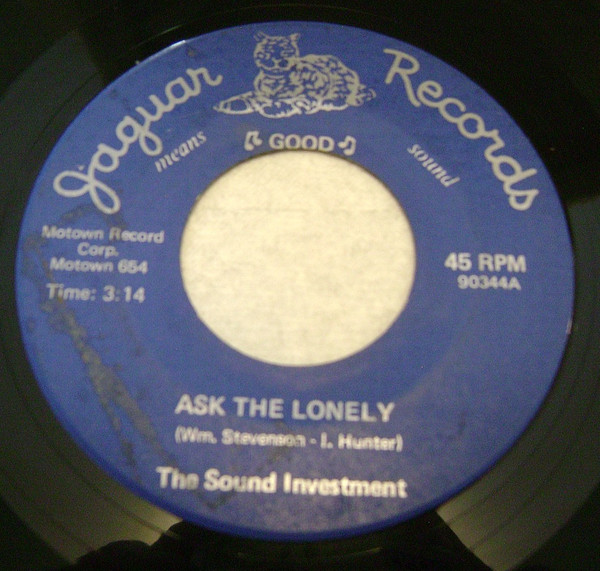 Jaguar Records
means GOOD sound
Motown Record
Corp.
Motown 654
Time: 3:14
45 RPM
90344A
ASK THE LONELY
(Wm. Stevenson - I. Hunter)
The Sound Investment